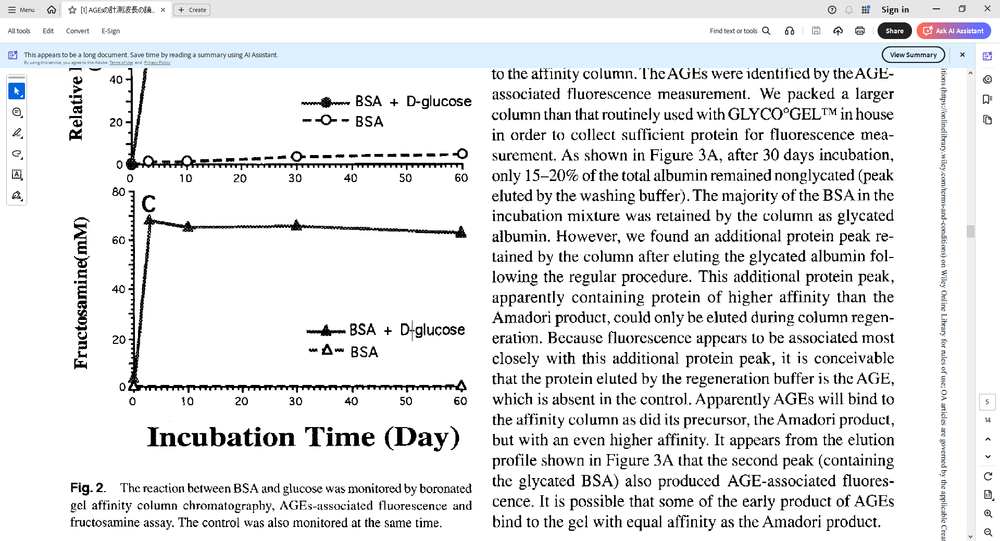 Menu
[1] AGEsの計測波長の論...
Create
Sign in
All tools
Edit
Convert
E-Sign
Find text or tools
Share
Ask AI Assistant
This appears to be a long document. Save time by reading a summary using AI Assistant.
By using this service, you agree to the Adobe Terms of Use and Privacy Policy
View Summary
Relative
40
20
0
BSA + D-glucose
BSA
0 10 20 30 40 50 60
C
Fructosamine(mM)
80
60
40
20
0
BSA + D-glucose
BSA
0 10 20 30 40 50 60
Incubation Time (Day)
Fig. 2. The reaction between BSA and glucose was monitored by boronated
gel affinity column chromatography, AGEs-associated fluorescence and
fructosamine assay. The control was also monitored at the same time.
to the affinity column. The AGEs were identified by the AGE-
associated fluorescence measurement. We packed a larger
column than that routinely used with GLYCO°GEL™ in house
in order to collect sufficient protein for fluorescence mea-
surement. As shown in Figure 3A, after 30 days incubation,
only 15–20% of the total albumin remained nonglycated (peak
eluted by the washing buffer). The majority of the BSA in the
incubation mixture was retained by the column as glycated
albumin. However, we found an additional protein peak re-
tained by the column after eluting the glycated albumin fol-
lowing the regular procedure. This additional protein peak,
apparently containing protein of higher affinity than the
Amadori product, could only be eluted during column regen-
eration. Because fluorescence appears to be associated most
closely with this additional protein peak, it is conceivable
that the protein eluted by the regeneration buffer is the AGE,
which is absent in the control. Apparently AGEs will bind to
the affinity column as did its precursor, the Amadori product,
but with an even higher affinity. It appears from the elution
profile shown in Figure 3A that the second peak (containing
the glycated BSA) also produced AGE-associated fluores-
cence. It is possible that some of the early product of AGEs
bind to the gel with equal affinity as the Amadori product.
itions (https://onlinelibrary.wiley.com/terms-and-conditions) on Wiley Online Library for rules of use; OA articles are governed by the applicable Crea
5
14